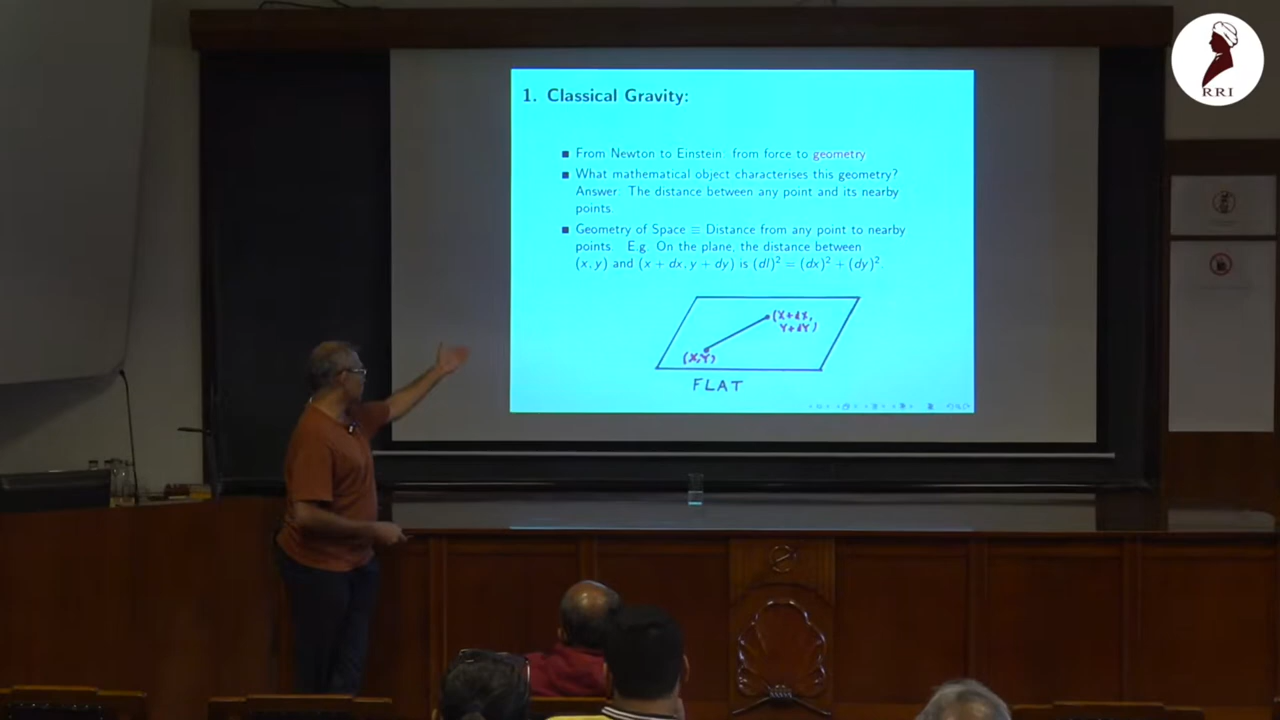 RRI
1. Classical Gravity:
■ From Newton to Einstein: from force to geometry
■ What mathematical object characterises this geometry?
Answer: The distance between any point and its nearby
points.
■ Geometry of Space ≡ Distance from any point to nearby
points. E.g. On the plane, the distance between
(x, y) and (x + dx, y + dy) is (dl)² = (dx)² + (dy)².
(X+dX,
Y+dY)
(X,Y)
FLAT